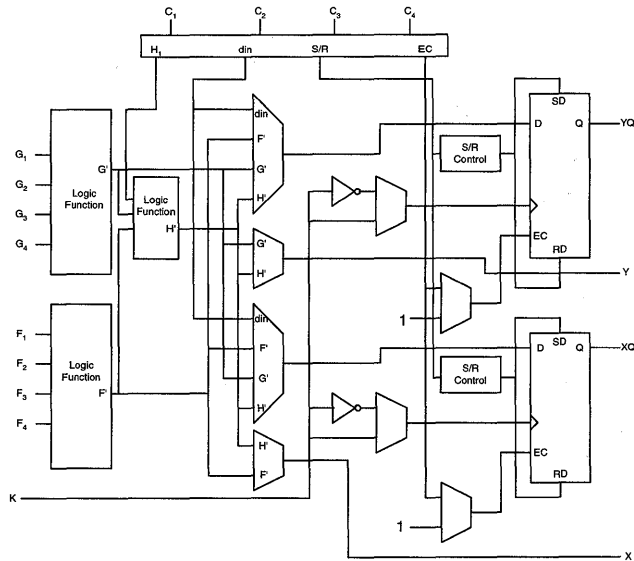 C1 C2 C3 C4
H1 din S/R EC
SD
din
D Q YQ
G1
F'
S/R
Control
G'
G'
G2
Logic
Function
Logic
Function
H'
G3
H'
EC
G4
G'
RD
H'
Y
1
din
SD
F1
D Q XQ
F'
F2
Logic
Function
S/R
Control
G'
F3
F'
H'
F4
H'
EC
F'
RD
K
1
X